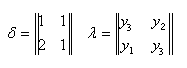 δ = ‖1 1‖ λ = ‖y₃ y₂‖
‖2 1‖ ‖y₁ y₃‖